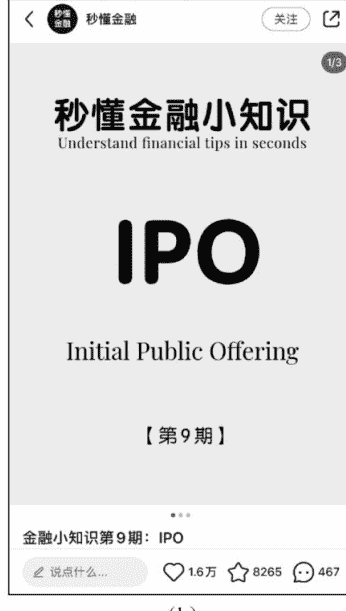 秒懂
金融
秒懂金融
关注
1/3
秒懂金融小知识
Understand financial tips in seconds
IPO
Initial Public Offering
【第9期】
金融小知识第9期：IPO
说点什么...
1.6万
8265
467